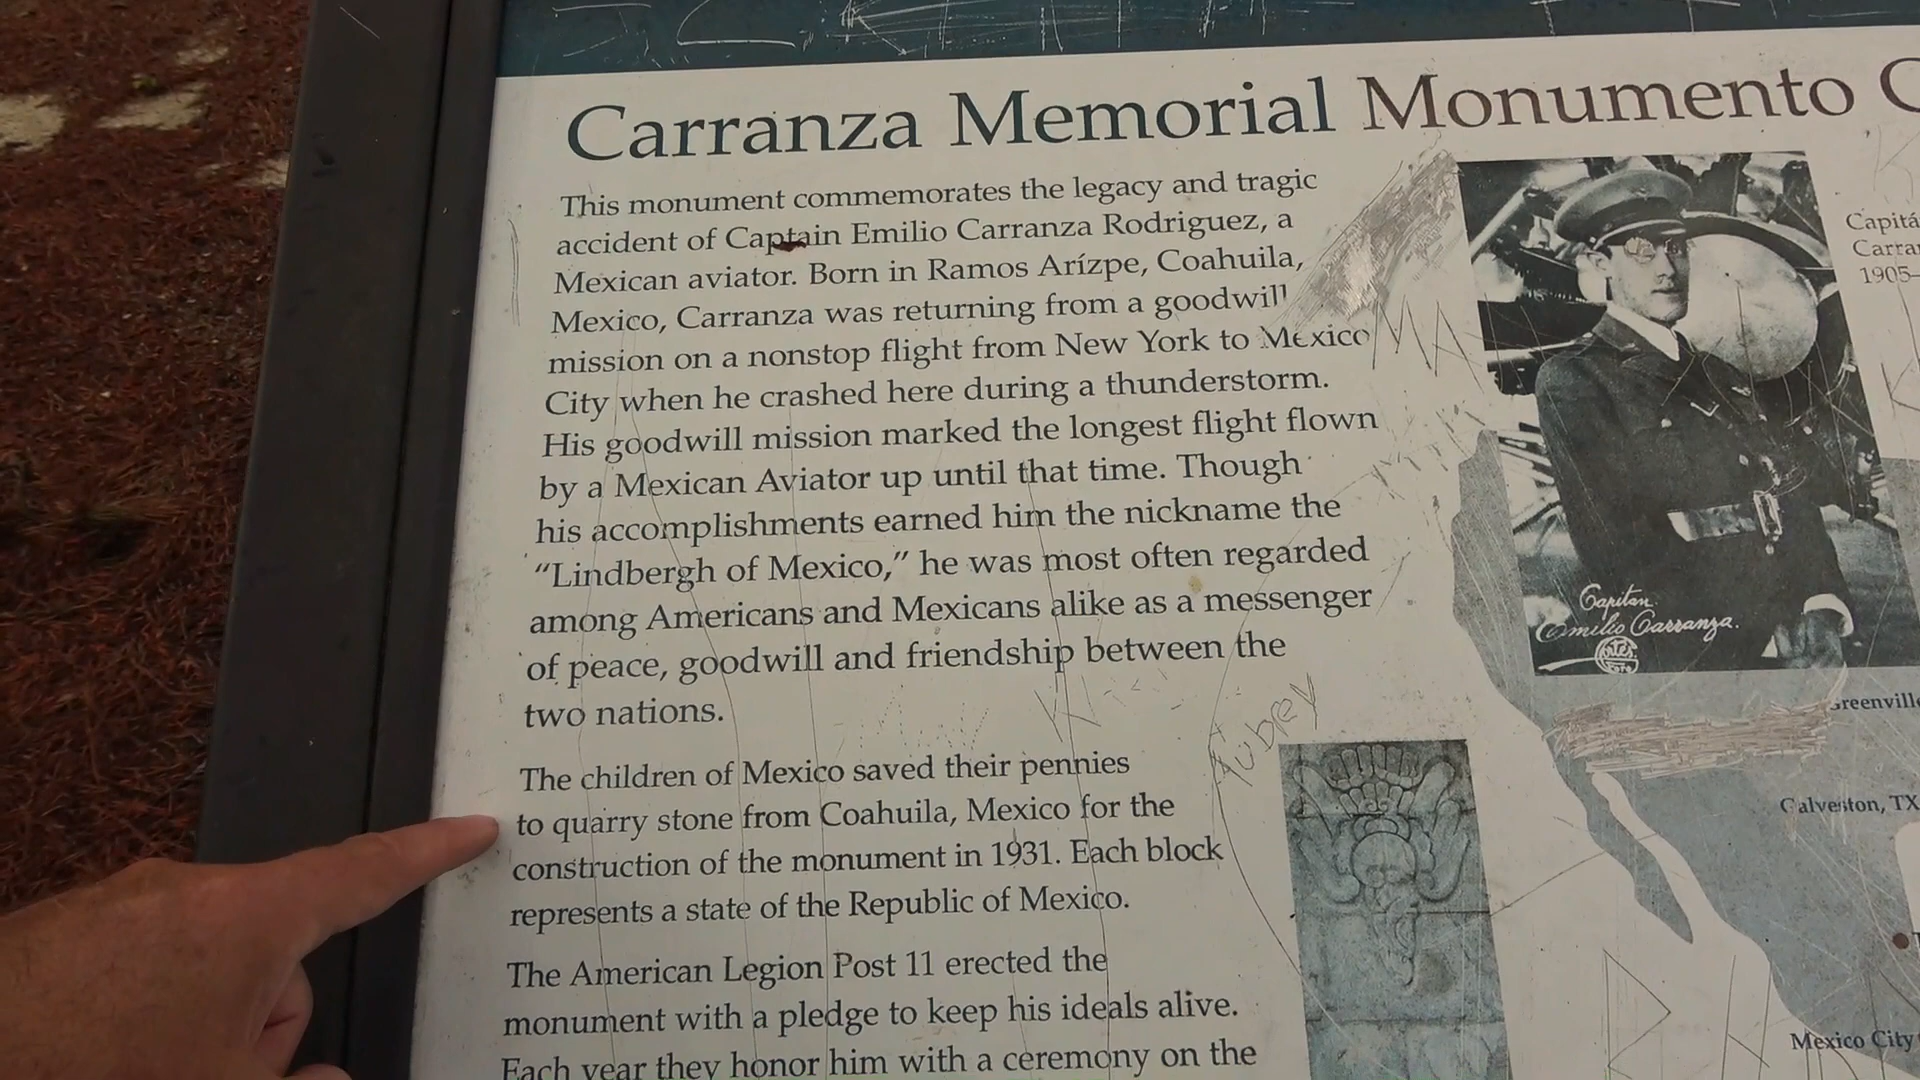 Carranza Memorial Monumento
This monument commemorates the legacy and tragic
accident of Captain Emilio Carranza Rodriguez, a
Mexican aviator. Born in Ramos Arízpe, Coahuila,
Mexico, Carranza was returning from a goodwill
mission on a nonstop flight from New York to Mexico
City when he crashed here during a thunderstorm.
His goodwill mission marked the longest flight flown
by a Mexican Aviator up until that time. Though
his accomplishments earned him the nickname the
“Lindbergh of Mexico,” he was most often regarded
among Americans and Mexicans alike as a messenger
of peace, goodwill and friendship between the
two nations.
The children of Mexico saved their pennies
to quarry stone from Coahuila, Mexico for the
construction of the monument in 1931. Each block
represents a state of the Republic of Mexico.
The American Legion Post 11 erected the
monument with a pledge to keep his ideals alive.
Each year they honor him with a ceremony on the
Capitá
Carra
1905–
Capitan
Emilio Carranza.
Greenville
Galveston, TX
Mexico City
Aubrey